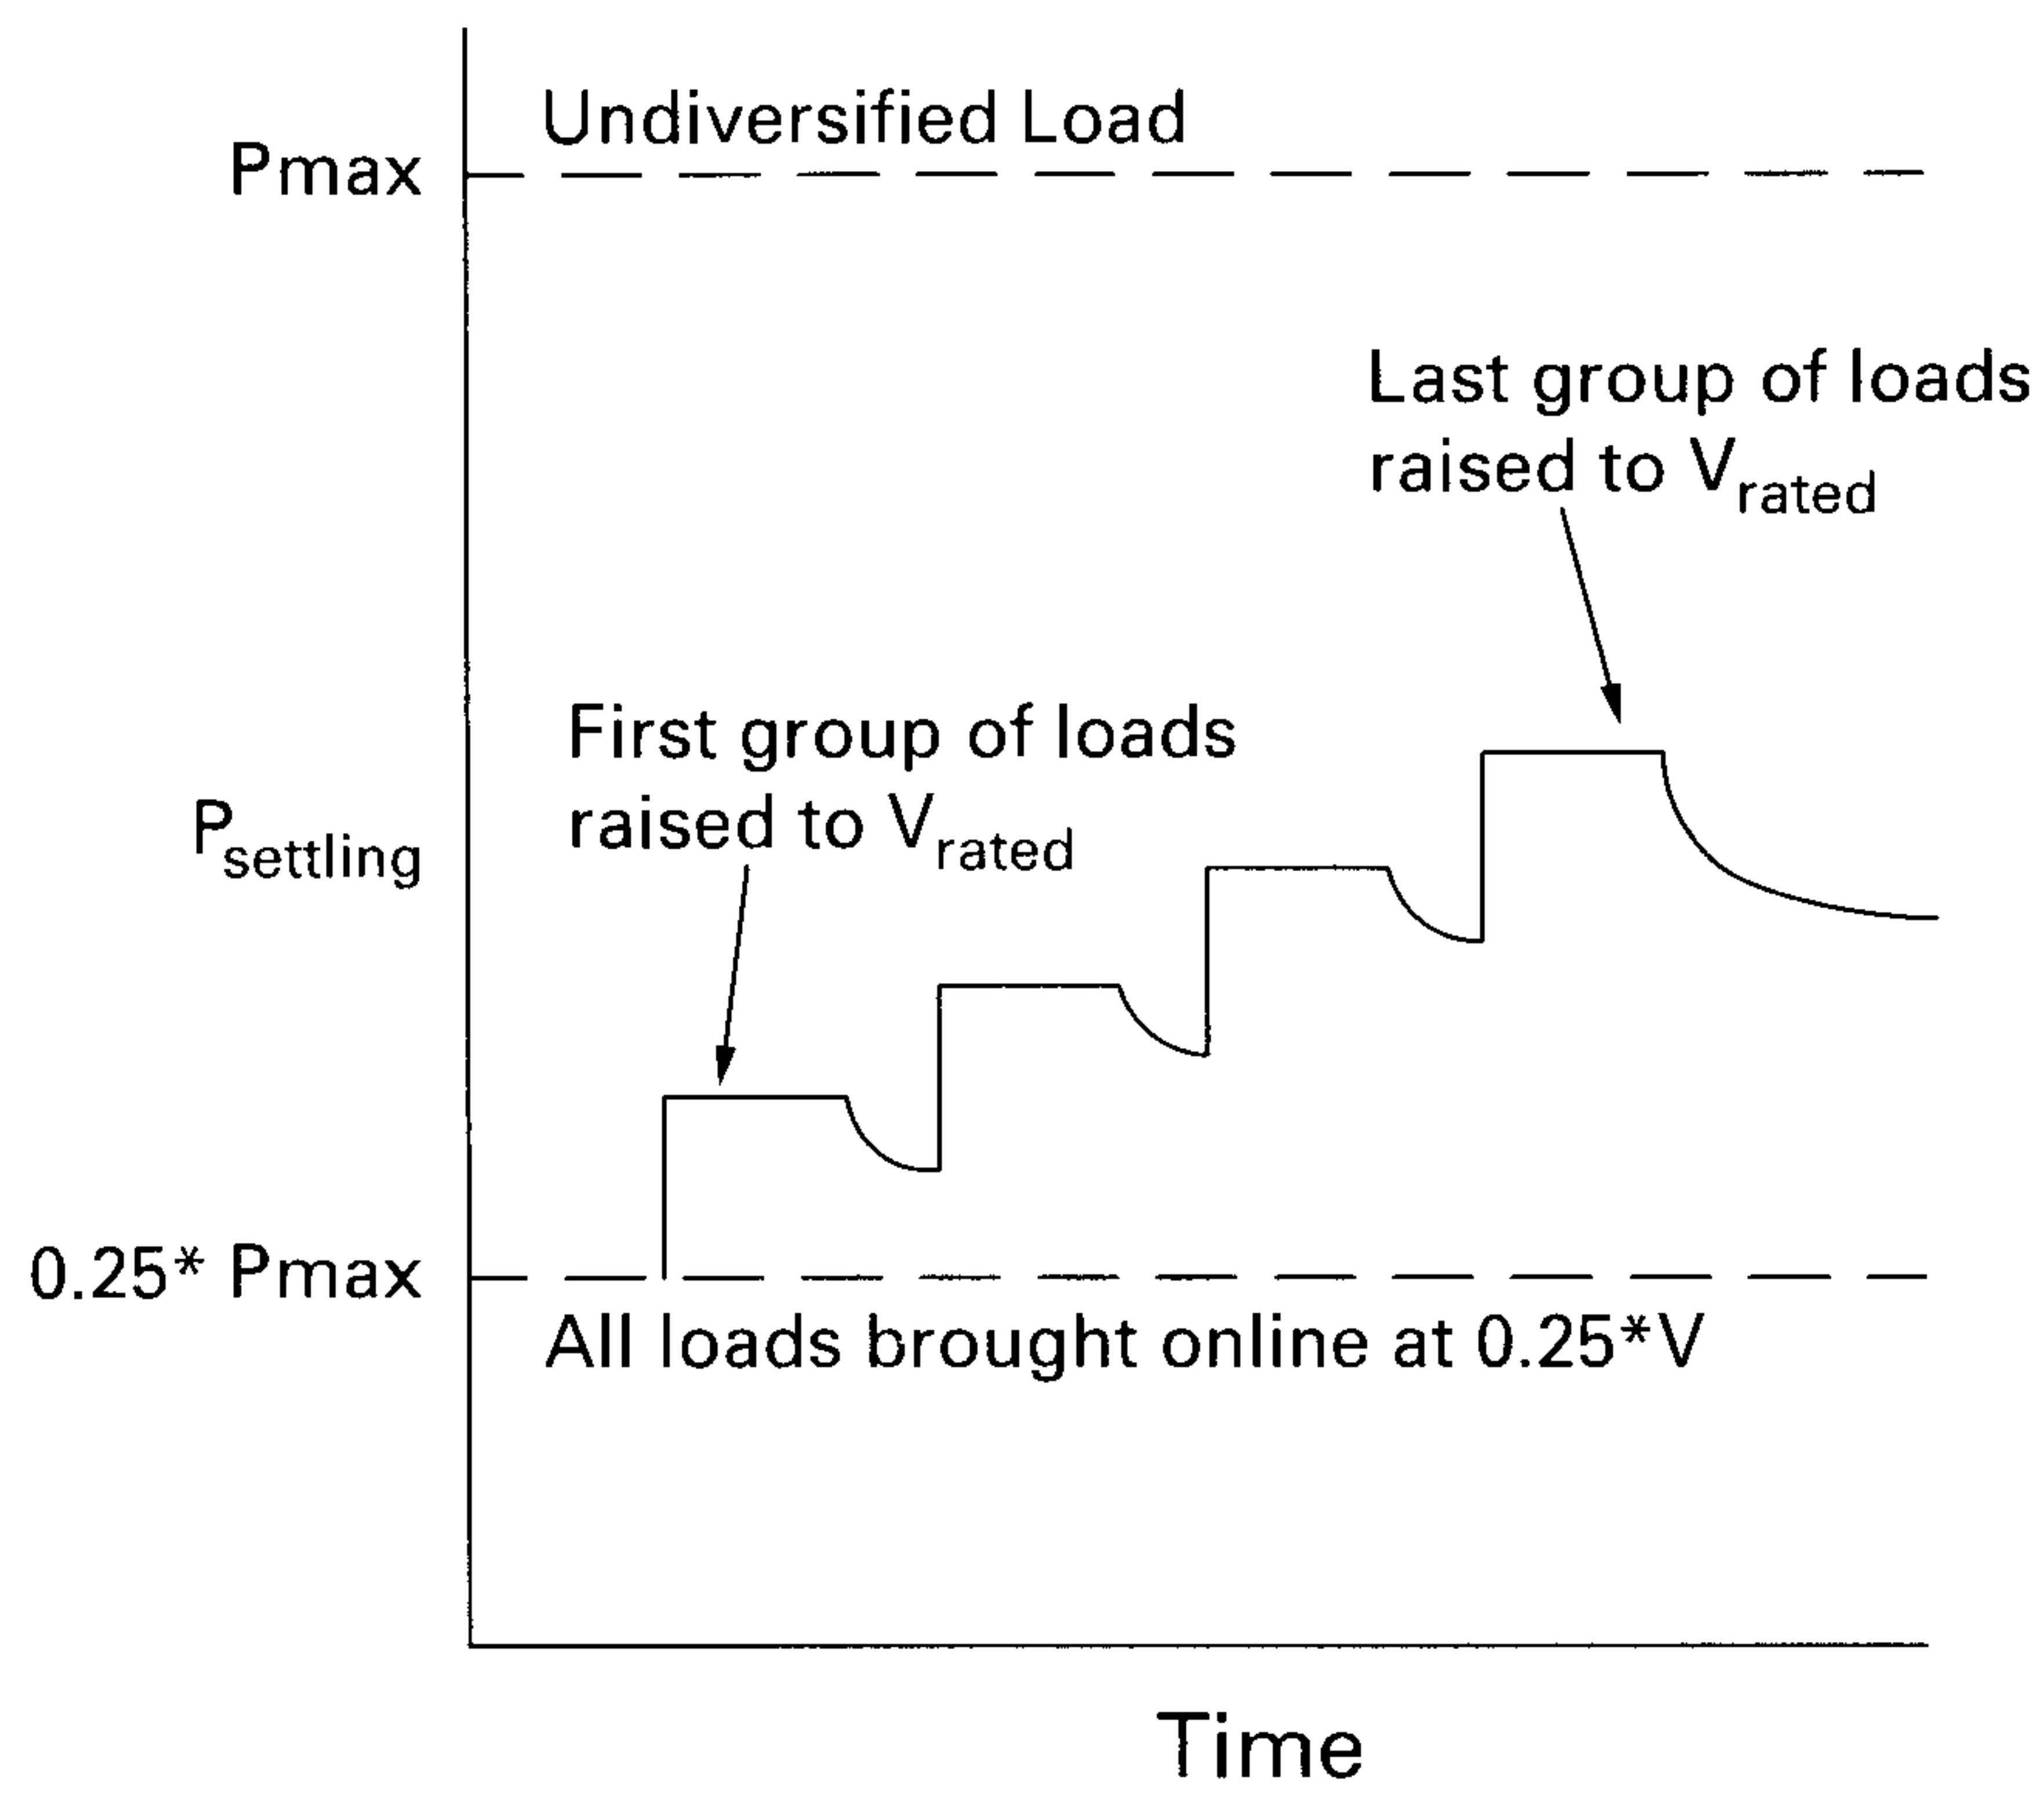 Undiversified Load
Pmax
Last group of loads
raised to Vrated
First group of loads
raised to Vrated
Psettling
0.25* Pmax
All loads brought online at 0.25*V
Time